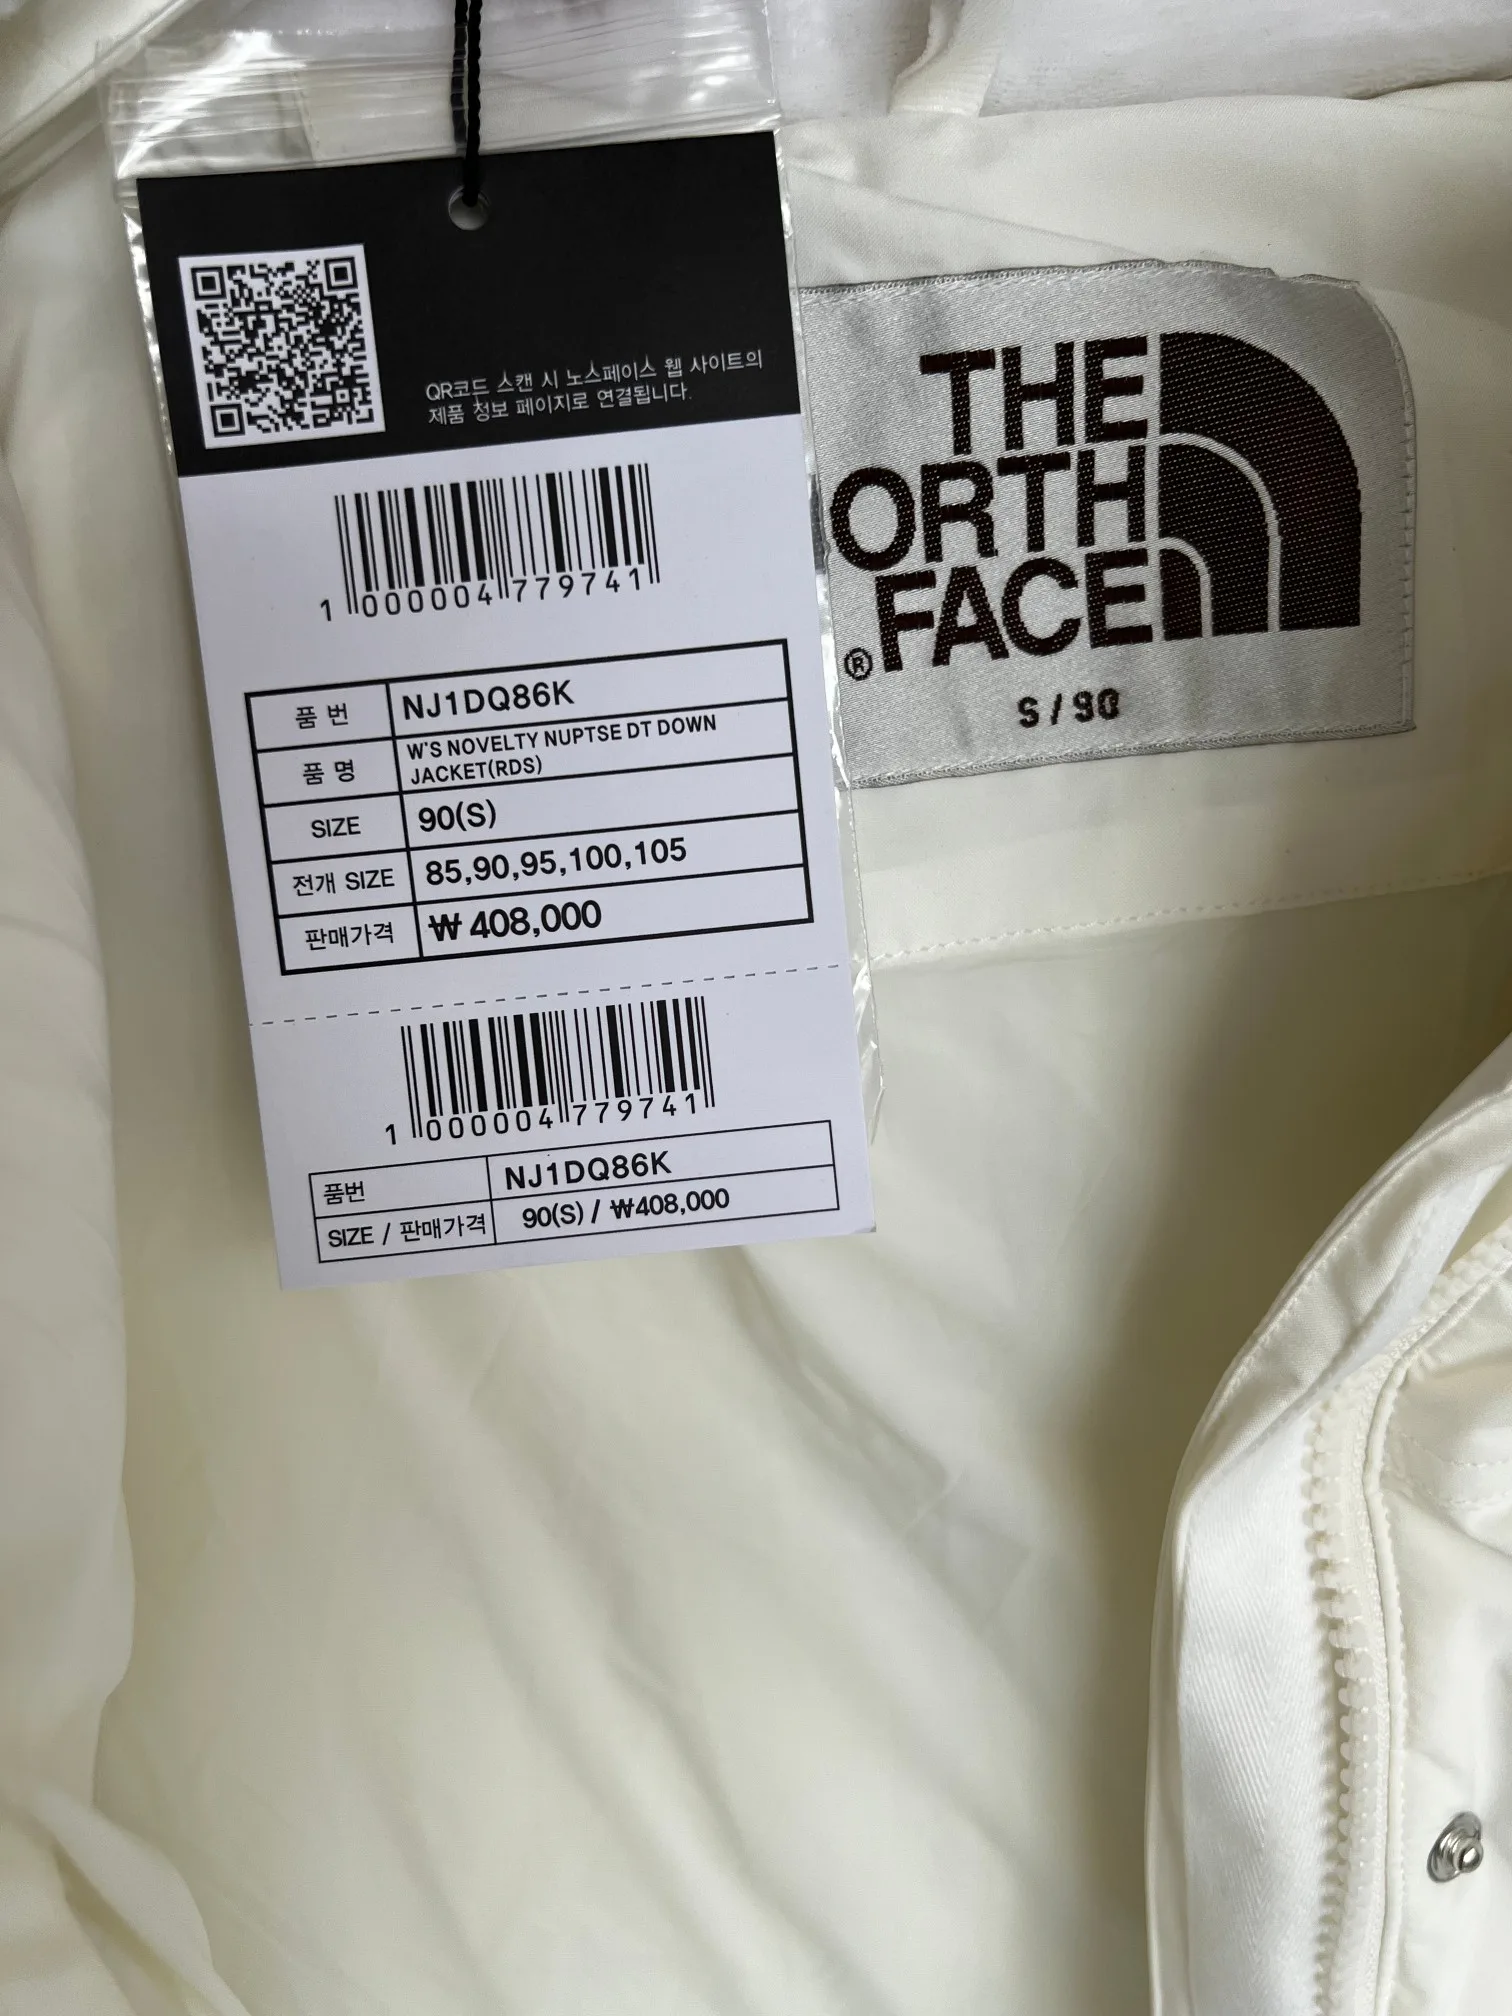 QR코드 스캔 시 노스페이스 웹 사이트의
제품 정보 페이지로 연결됩니다.
1 000004 779741
품 번 NJ1DQ86K
품 명 W'S NOVELTY NUPTSE DT DOWN
JACKET(RDS)
SIZE 90(S)
전개 SIZE 85,90,95,100,105
판매가격 ₩ 408,000
1 000004 779741
품번 NJ1DQ86K
SIZE / 판매가격 90(S) / ₩408,000
THE
NORTH
FACE
®
S / 90